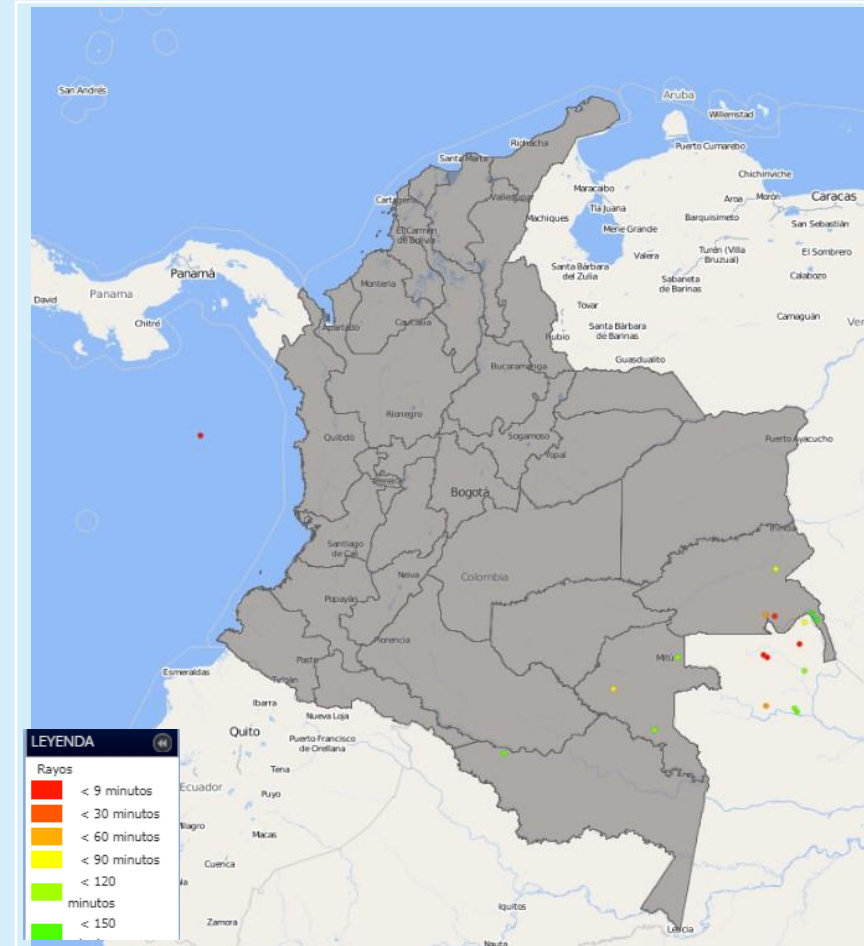 San Andrés
Aruba
Willemstad
Riohacha
Puerto Cumarebo
Santa Marta
Chichiriviche
Maracaibo
Aroa
Morón
Caracas
Cartagena
Valledupar
Tia Juana
Machiques
Mene Grande
Barquisimeto
San Sebastián
El Carmen
de Bolívar
Valera
Turén (Villa
Bruzual)
El Sombrero
Panamá
Santa Bárbara
del Zulia
Sabaneta
de Barinas
Calabozo
David
Panama
Montería
Tovar
Camaguán
Ver
Chitré
Apartadó
Caucasia
Rubio
Santa Bárbara
de Barinas
Guasdualito
Bucaramanga
Rionegro
Quibdó
Sogamoso
Puerto Ayacucho
Yopal
Pereira
Bogotá
Inírida
Santiago
de Cali
Neiva
Colombia
Popayán
Florencia
Mitú
Pasto
Esmeraldas
Tulcán
Ibarra
Nueva Loja
Quito
Puerto Francisco
de Orellana
Tena
Ecuador
Puyo
Milagro
Macas
Cuenca
Zamora
Iquitos
Leticia
Nauta
LEYENDA
Rayos
< 9 minutos
< 30 minutos
< 60 minutos
< 90 minutos
< 120
minutos
< 150